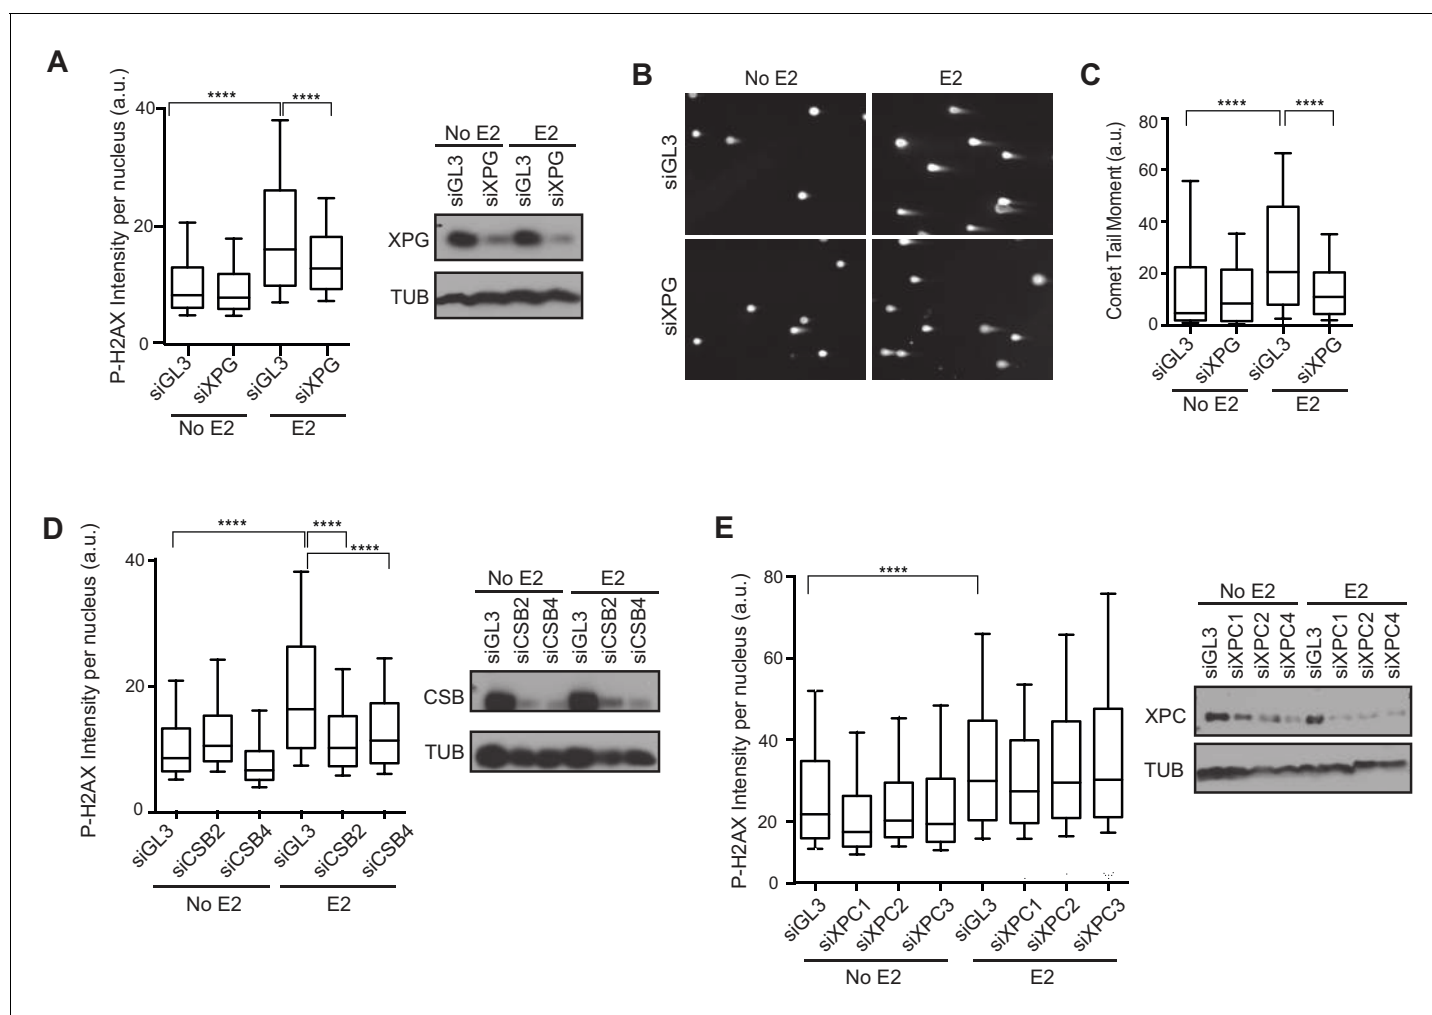 A
P-H2AX Intensity per nucleus (a.u.)
40
20
0
****
****
siGL3
siXPG
siGL3
siXPG
No E2
E2
No E2
E2
siGL3
siXPG
siGL3
siXPG
XPG
TUB
B
No E2
E2
siGL3
siXPG
C
Comet Tail Moment (a.u.)
80
60
40
20
0
****
****
siGL3
siXPG
siGL3
siXPG
No E2
E2
D
P-H2AX Intensity per nucleus (a.u.)
40
20
0
****
****
****
siGL3
siCSB2
siCSB4
siGL3
siCSB2
siCSB4
No E2
E2
No E2
E2
siGL3
siCSB2
siCSB4
siGL3
siCSB2
siCSB4
CSB
TUB
E
P-H2AX Intensity per nucleus (a.u.)
80
60
40
20
0
****
siGL3
siXPC1
siXPC2
siXPC3
siGL3
siXPC1
siXPC2
siXPC3
No E2
E2
No E2
E2
siGL3
siXPC1
siXPC2
siXPC4
siGL3
siXPC1
siXPC2
siXPC4
XPC
TUB